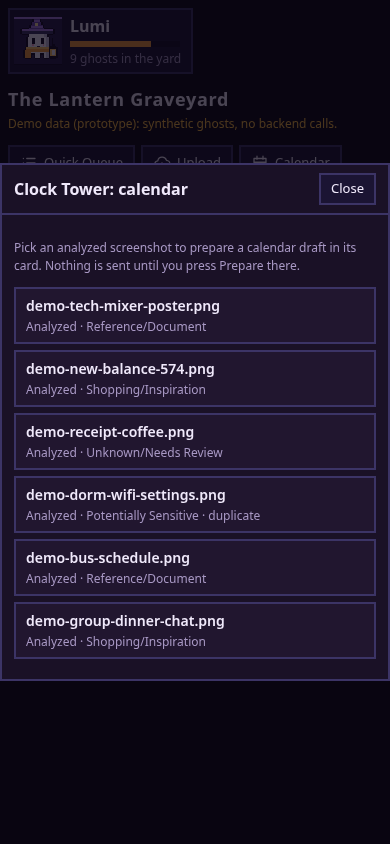 Lumi
9 ghosts in the yard
The Lantern Graveyard
Demo data (prototype): synthetic ghosts, no backend calls.
Quick Queue
Upload
Calendar
Clock Tower: calendar
Close
Pick an analyzed screenshot to prepare a calendar draft in its
card. Nothing is sent until you press Prepare there.
demo-tech-mixer-poster.png
Analyzed · Reference/Document
demo-new-balance-574.png
Analyzed · Shopping/Inspiration
demo-receipt-coffee.png
Analyzed · Unknown/Needs Review
demo-dorm-wifi-settings.png
Analyzed · Potentially Sensitive · duplicate
demo-bus-schedule.png
Analyzed · Reference/Document
demo-group-dinner-chat.png
Analyzed · Shopping/Inspiration